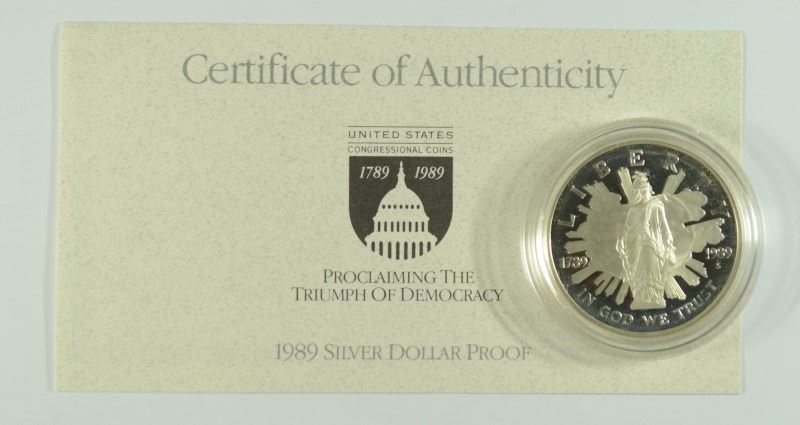 Certificate of Authenticity
UNITED STATES
CONGRESSIONAL COINS
1789 1989
PROCLAIMING THE
TRIUMPH OF DEMOCRACY
1989 SILVER DOLLAR PROOF
LIBERTY
1789 1989
S
IN GOD WE TRUST